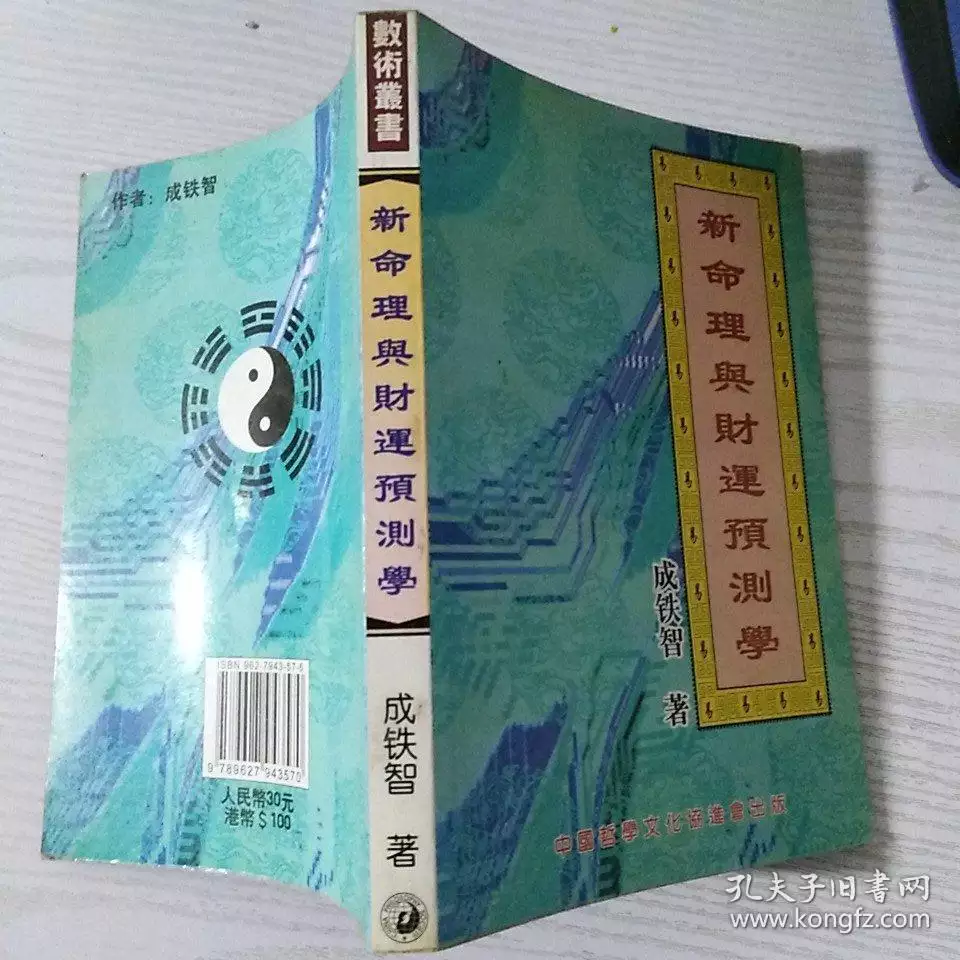 作者：成铁智
ISBN 962-7943-57-6
9 789627 943570
人民幣30元
港幣$100
數術叢書
新命理與財運預測學
成铁智 著
新命理與財運預測學
成铁智 著
中國哲學文化協進會出版
孔夫子旧书网
www.kongfz.com